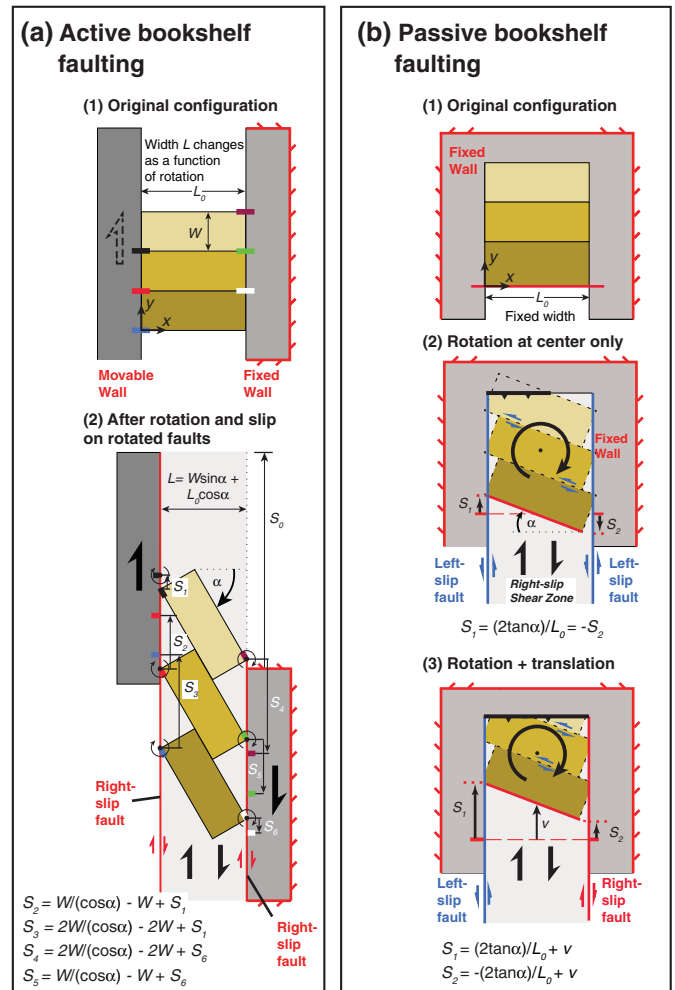 (a) Active bookshelf
faulting
(1) Original configuration
Width L changes
as a function
of rotation
L₀
W
y
x
Movable
Wall
Fixed
Wall
(2) After rotation and slip
on rotated faults
L= Wsinα +
L₀cosα
S₀
α
S₁
S₂
S₃
S₄
S₅
S₆
Right-
slip
fault
Right-
slip
fault
S₂ = W/(cosα) - W + S₁
S₃ = 2W/(cosα) - 2W + S₁
S₄ = 2W/(cosα) - 2W + S₆
S₅ = W/(cosα) - W + S₆
(b) Passive bookshelf
faulting
(1) Original configuration
Fixed
Wall
y
x
L₀
Fixed width
(2) Rotation at center only
Fixed
Wall
S₁
α
S₂
Left-
slip
fault
Right-slip
Shear Zone
Left-
slip
fault
S₁ = (2tanα)/L₀ = -S₂
(3) Rotation + translation
S₁
v
S₂
Left-
slip
fault
Right-
slip
fault
S₁ = (2tanα)/L₀ + v
S₂ = -(2tanα)/L₀ + v